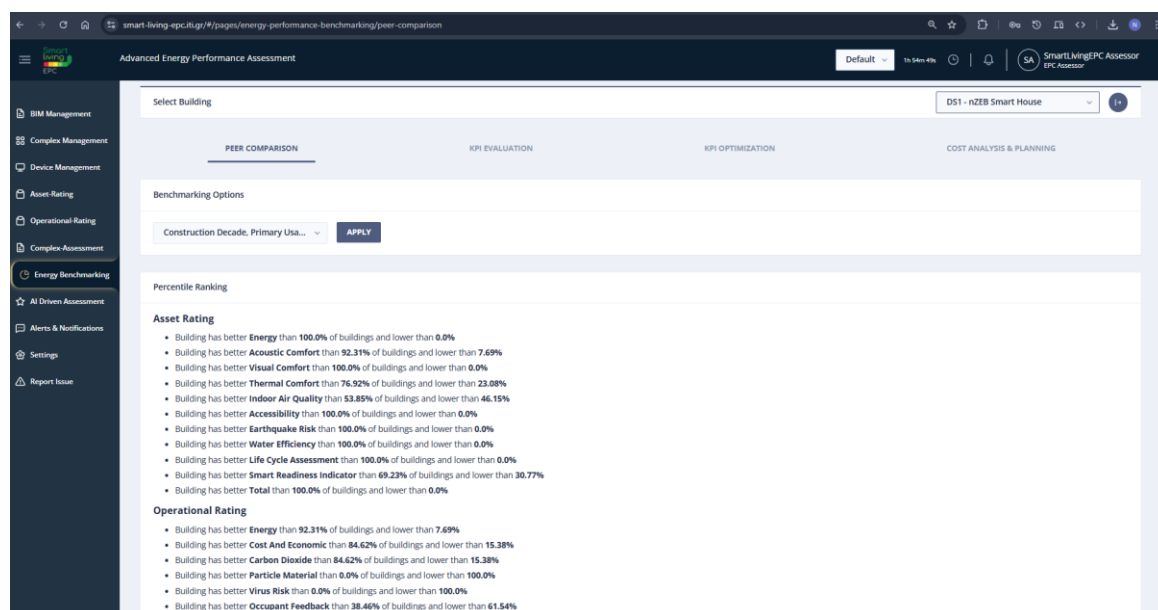 smart-living-epc.iti.gr/#/pages/energy-performance-benchmarking/peer-comparison
Smart
living
EPC
Advanced Energy Performance Assessment
Default
1h 54m 49s
SA
SmartLivingEPC Assessor
EPC Assessor
BIM Management
Complex Management
Device Management
Asset-Rating
Operational-Rating
Complex-Assessment
Energy Benchmarking
AI Driven Assessment
Alerts & Notifications
Settings
Report Issue
Select Building
DS1 - nZEB Smart House
PEER COMPARISON
KPI EVALUATION
KPI OPTIMIZATION
COST ANALYSIS & PLANNING
Benchmarking Options
Construction Decade, Primary Usa...
APPLY
Percentile Ranking
Asset Rating
• Building has better Energy than 100.0% of buildings and lower than 0.0%
• Building has better Acoustic Comfort than 92.31% of buildings and lower than 7.69%
• Building has better Visual Comfort than 100.0% of buildings and lower than 0.0%
• Building has better Thermal Comfort than 76.92% of buildings and lower than 23.08%
• Building has better Indoor Air Quality than 53.85% of buildings and lower than 46.15%
• Building has better Accessibility than 100.0% of buildings and lower than 0.0%
• Building has better Earthquake Risk than 100.0% of buildings and lower than 0.0%
• Building has better Water Efficiency than 100.0% of buildings and lower than 0.0%
• Building has better Life Cycle Assessment than 100.0% of buildings and lower than 0.0%
• Building has better Smart Readiness Indicator than 69.23% of buildings and lower than 30.77%
• Building has better Total than 100.0% of buildings and lower than 0.0%
Operational Rating
• Building has better Energy than 92.31% of buildings and lower than 7.69%
• Building has better Cost And Economic than 84.62% of buildings and lower than 15.38%
• Building has better Carbon Dioxide than 84.62% of buildings and lower than 15.38%
• Building has better Particle Material than 0.0% of buildings and lower than 100.0%
• Building has better Virus Risk than 0.0% of buildings and lower than 100.0%
• Building has better Occupant Feedback than 38.46% of buildings and lower than 61.54%